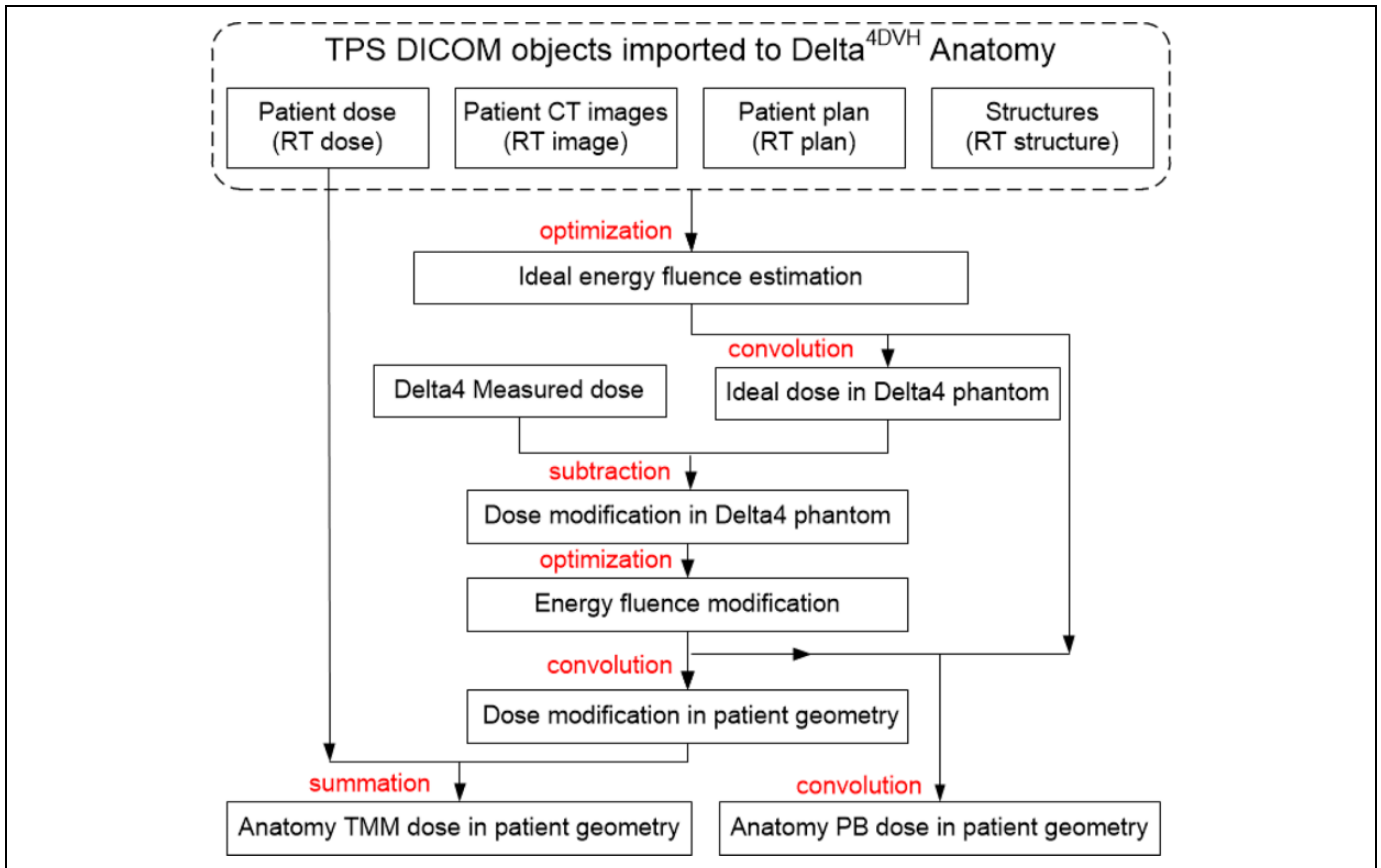 TPS DICOM objects imported to Delta4DVH Anatomy
Patient dose
(RT dose)
Patient CT images
(RT image)
Patient plan
(RT plan)
Structures
(RT structure)
optimization
Ideal energy fluence estimation
convolution
Delta4 Measured dose
Ideal dose in Delta4 phantom
subtraction
Dose modification in Delta4 phantom
optimization
Energy fluence modification
convolution
Dose modification in patient geometry
summation
convolution
Anatomy TMM dose in patient geometry
Anatomy PB dose in patient geometry